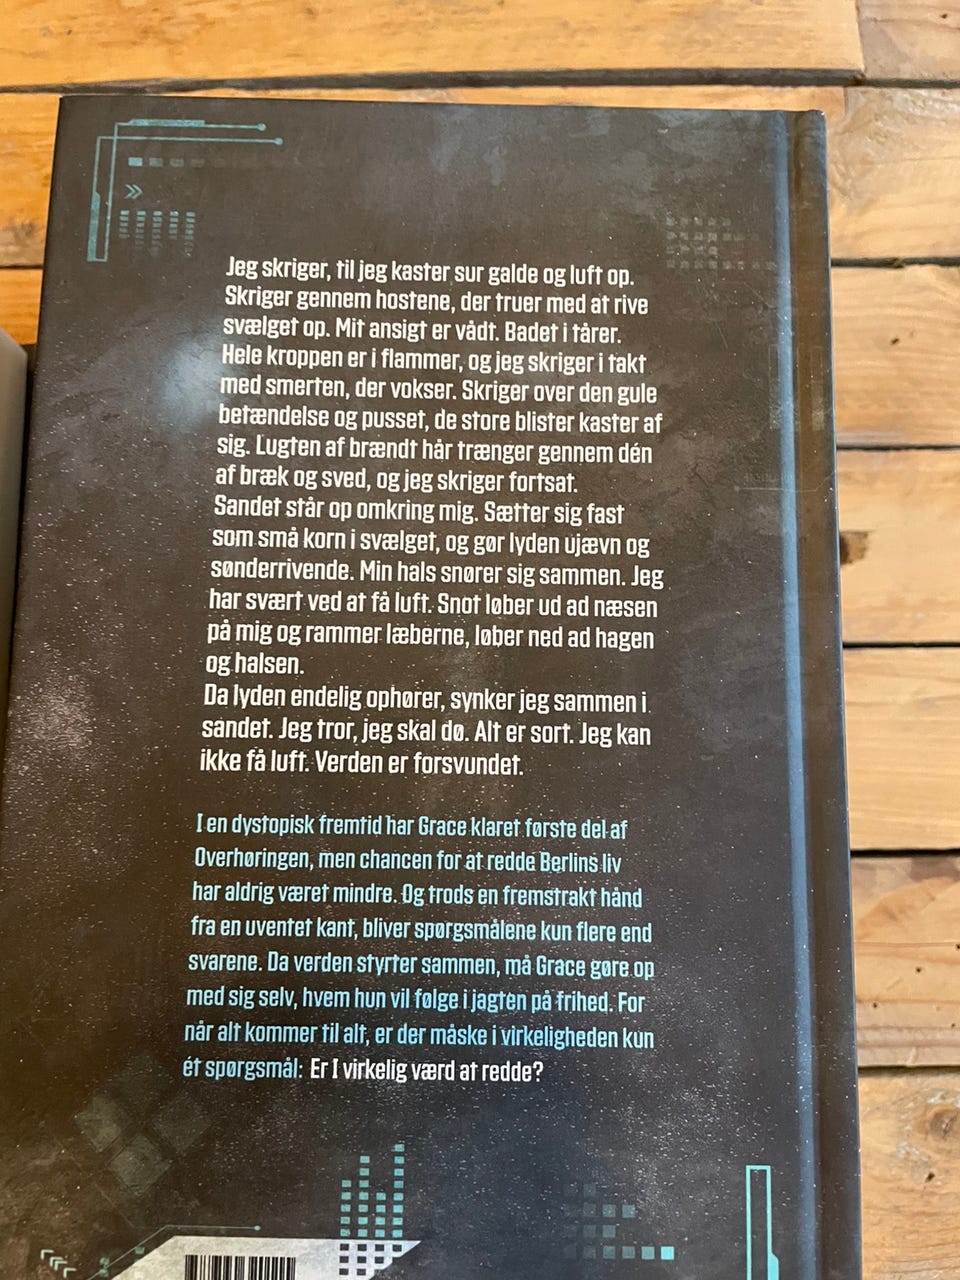 Jeg skriger, til jeg kaster sur galde og luft op.
Skriger gennem hostene, der truer med at rive
svælget op. Mit ansigt er vådt. Badet i tårer.
Hele kroppen er i flammer, og jeg skriger i takt
med smerten, der vokser. Skriger over den gule
betændelse og pusset, de store blister kaster af
sig. Lugten af brændt hår trænger gennem dén
af bræk og sved, og jeg skriger fortsat.
Sandet står op omkring mig. Sætter sig fast
som små korn i svælget, og gør lyden ujævn og
sønderrivende. Min hals snører sig sammen. Jeg
har svært ved at få luft. Snot løber ud ad næsen
på mig og rammer læberne, løber ned ad hagen
og halsen.
Da lyden endelig ophører, synker jeg sammen i
sandet. Jeg tror, jeg skal dø. Alt er sort. Jeg kan
ikke få luft. Verden er forsvundet.
I en dystopisk fremtid har Grace klaret første del af
Overhøringen, men chancen for at redde Berlins liv
har aldrig været mindre. Og trods en fremstrakt hånd
fra en uventet kant, bliver spørgsmålene kun flere end
svarene. Da verden styrter sammen, må Grace gøre op
med sig selv, hvem hun vil følge i jagten på frihed. For
når alt kommer til alt, er der måske i virkeligheden kun
ét spørgsmål: Er I virkelig værd at redde?